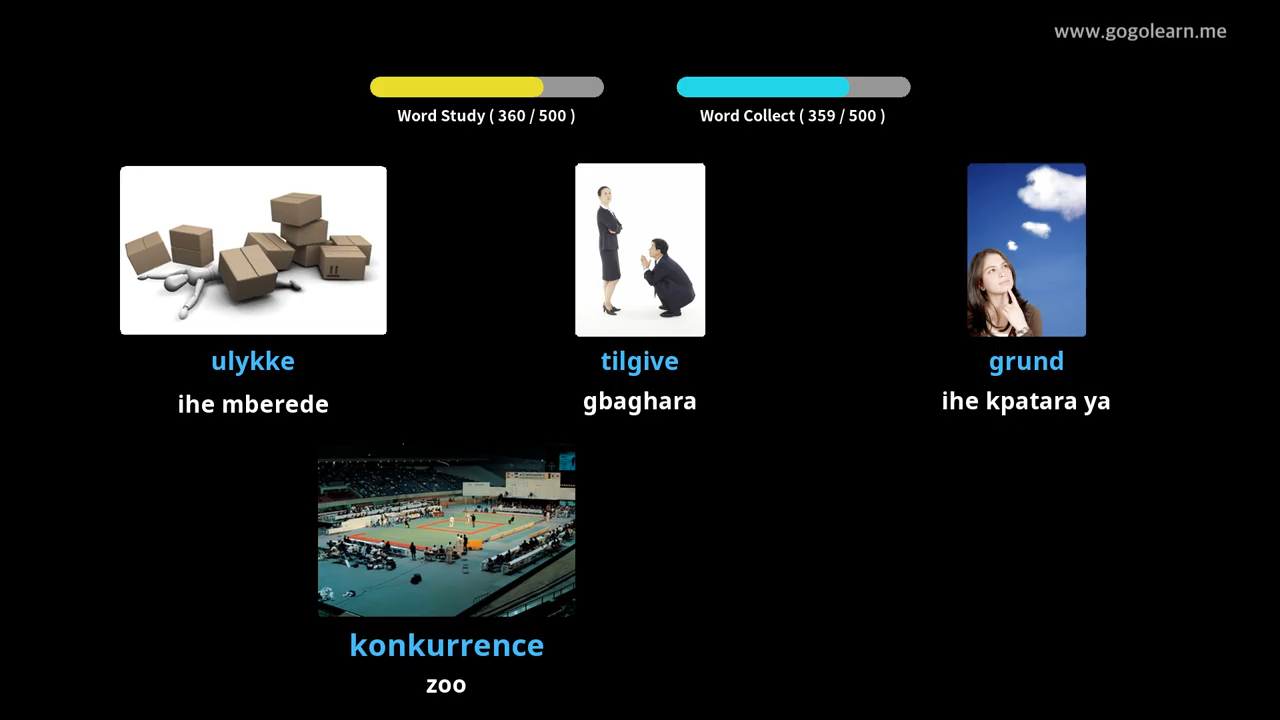 www.gogolearn.me
Word Study ( 360 / 500 )
Word Collect ( 359 / 500 )
ulykke
tilgive
grund
ihe mberede
gbaghara
ihe kpatara ya
konkurrence
zoo